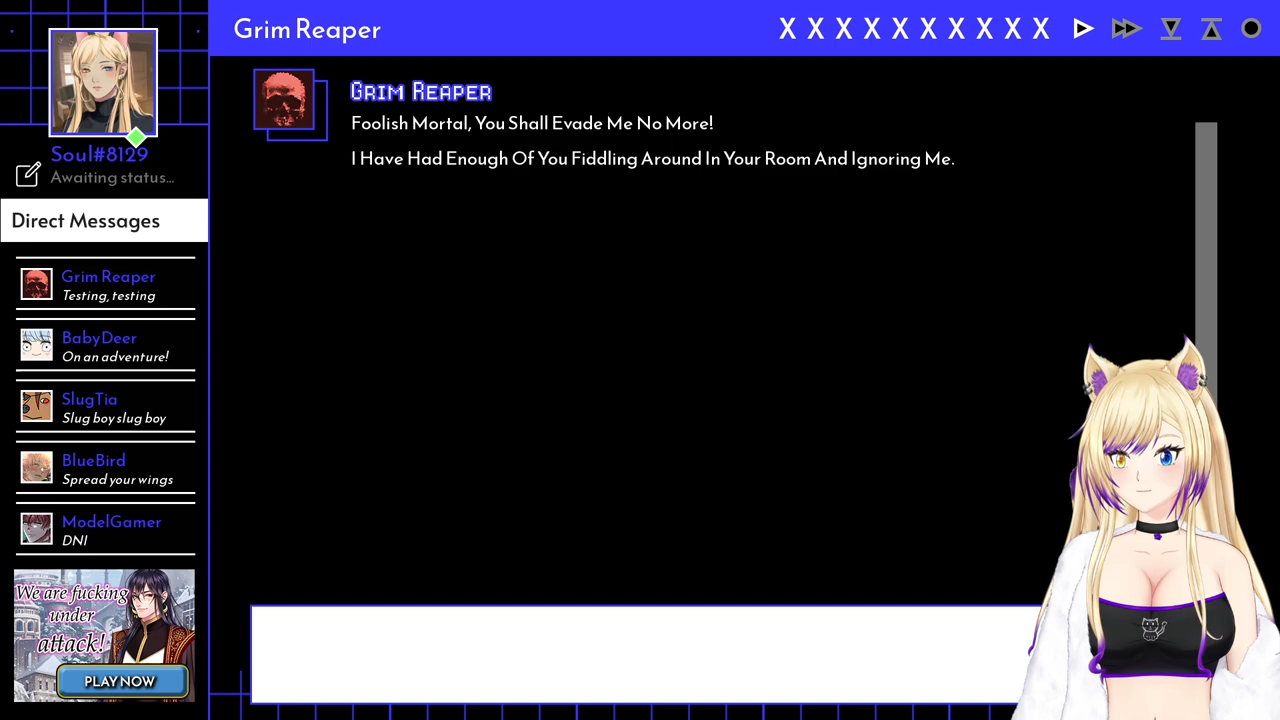 Grim Reaper
X X X X X X X X X X
Soul#8129
Awaiting status...
Direct Messages
Grim Reaper
Testing, testing
BabyDeer
On an adventure!
SlugTia
Slug boy slug boy
BlueBird
Spread your wings
ModelGamer
DNI
We are fucking
under
attack!
PLAY NOW
Grim Reaper
Foolish Mortal, You Shall Evade Me No More!
I Have Had Enough Of You Fiddling Around In Your Room And Ignoring Me.